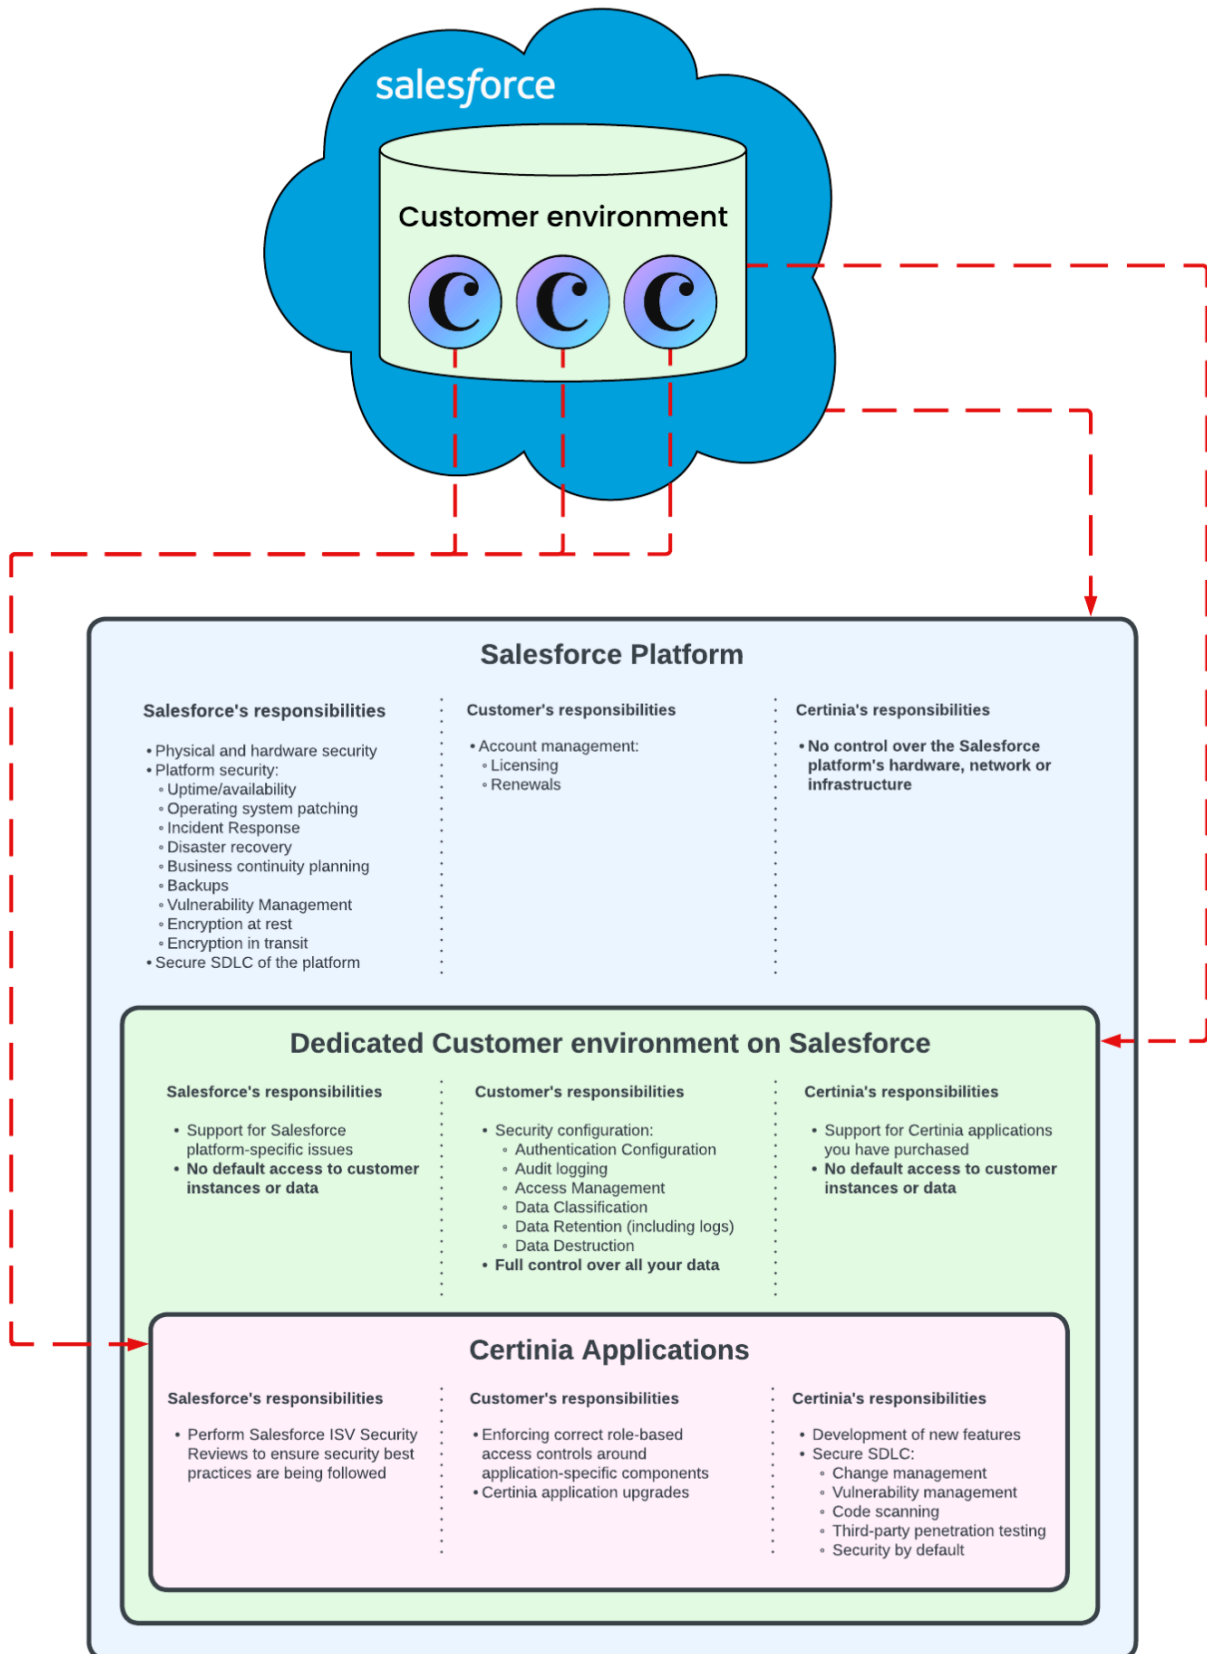 salesforce
Customer environment
C C C
Salesforce Platform
Salesforce's responsibilities
• Physical and hardware security
• Platform security:
◦ Uptime/availability
◦ Operating system patching
◦ Incident Response
◦ Disaster recovery
◦ Business continuity planning
◦ Backups
◦ Vulnerability Management
◦ Encryption at rest
◦ Encryption in transit
• Secure SDLC of the platform
Customer's responsibilities
• Account management:
◦ Licensing
◦ Renewals
Certinia's responsibilities
• No control over the Salesforce
platform's hardware, network or
infrastructure
Dedicated Customer environment on Salesforce
Salesforce's responsibilities
• Support for Salesforce
platform-specific issues
• No default access to customer
instances or data
Customer's responsibilities
• Security configuration:
◦ Authentication Configuration
◦ Audit logging
◦ Access Management
◦ Data Classification
◦ Data Retention (including logs)
◦ Data Destruction
• Full control over all your data
Certinia's responsibilities
• Support for Certinia applications
you have purchased
• No default access to customer
instances or data
Certinia Applications
Salesforce's responsibilities
• Perform Salesforce ISV Security
Reviews to ensure security best
practices are being followed
Customer's responsibilities
• Enforcing correct role-based
access controls around
application-specific components
• Certinia application upgrades
Certinia's responsibilities
• Development of new features
• Secure SDLC:
◦ Change management
◦ Vulnerability management
◦ Code scanning
◦ Third-party penetration testing
◦ Security by default